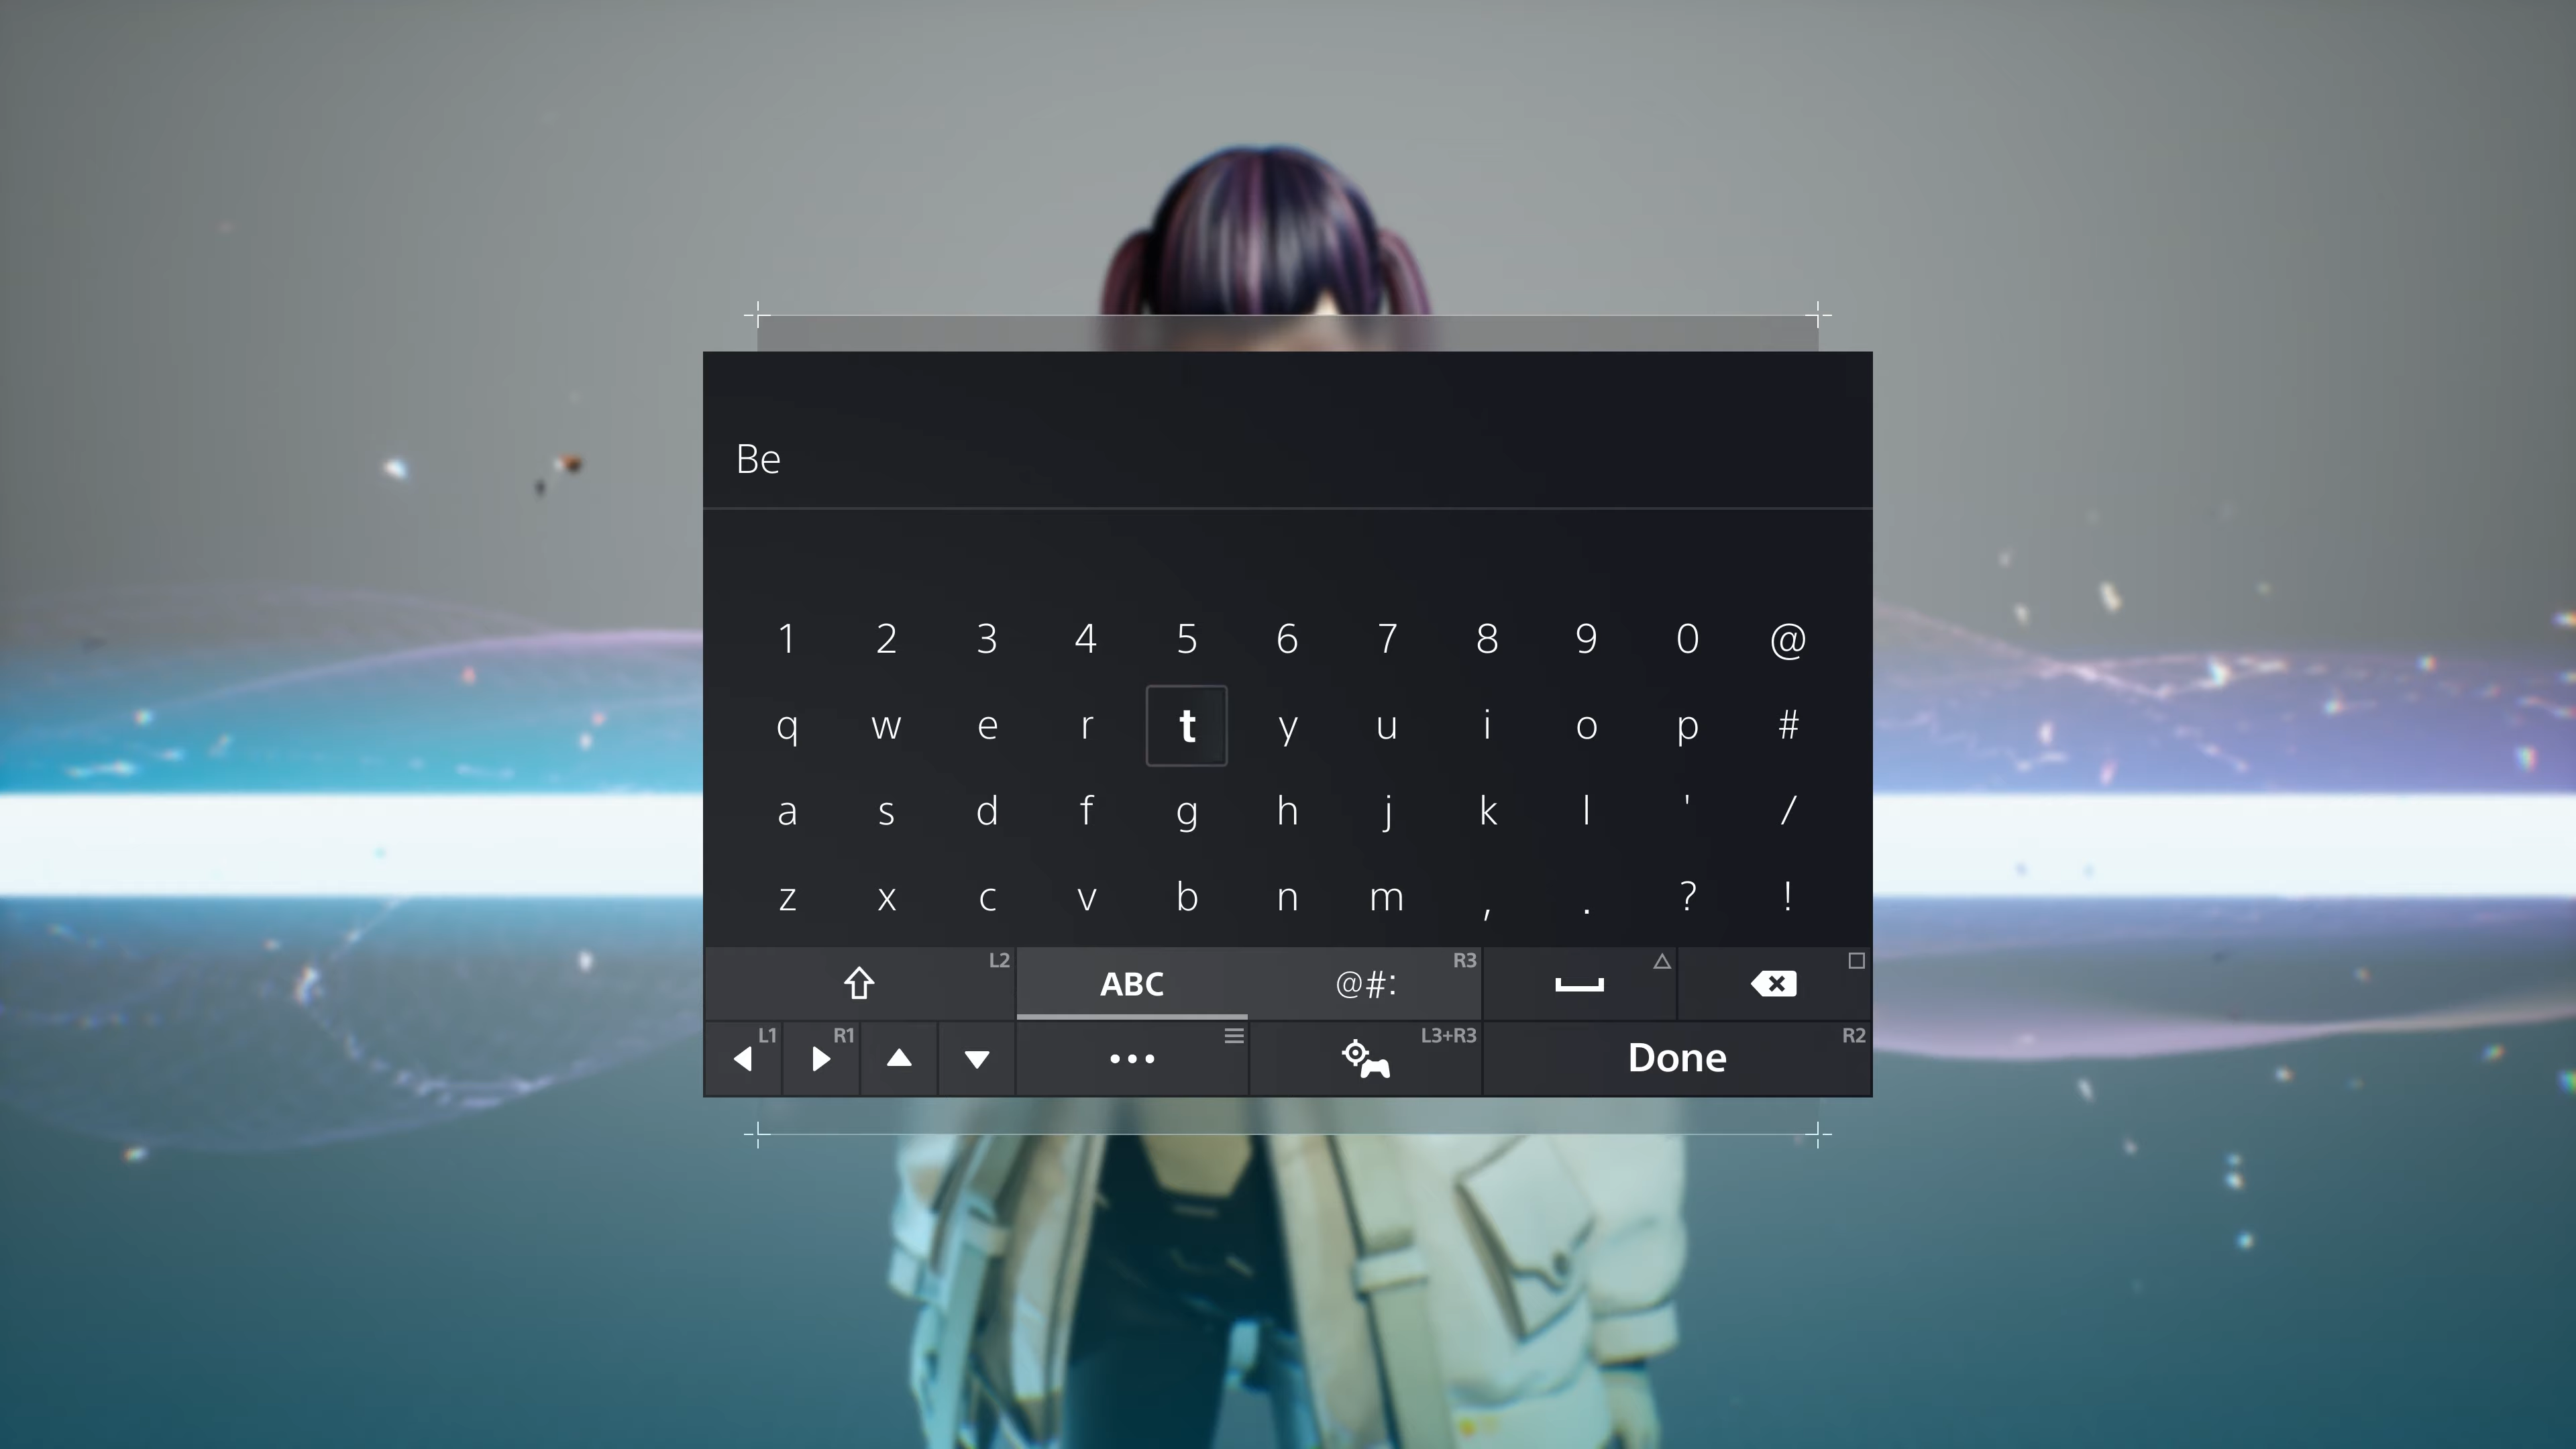 Be
1 2 3 4 5 6 7 8 9 0 @
q w e r t y u i o p #
a s d f g h j k l ' /
z x c v b n m , . ? !
L2 ABC @#: R3
L1 R1 L3+R3 Done R2